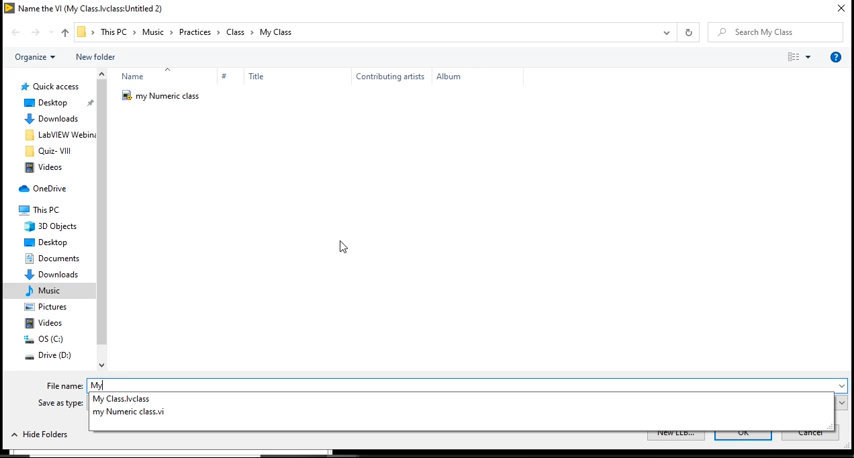 Name the VI (My Class.lvclass:Untitled 2)
This PC > Music > Practices > Class > My Class
Search My Class
Organize
New folder
Name # Title Contributing artists Album
my Numeric class
Quick access
Desktop
Downloads
LabVIEW Webina
Quiz- VIII
Videos
OneDrive
This PC
3D Objects
Desktop
Documents
Downloads
Music
Pictures
Videos
OS (C:)
Drive (D:)
File name: My
Save as type:
My Class.lvclass
my Numeric class.vi
Hide Folders
New LLB...
OK
Cancel